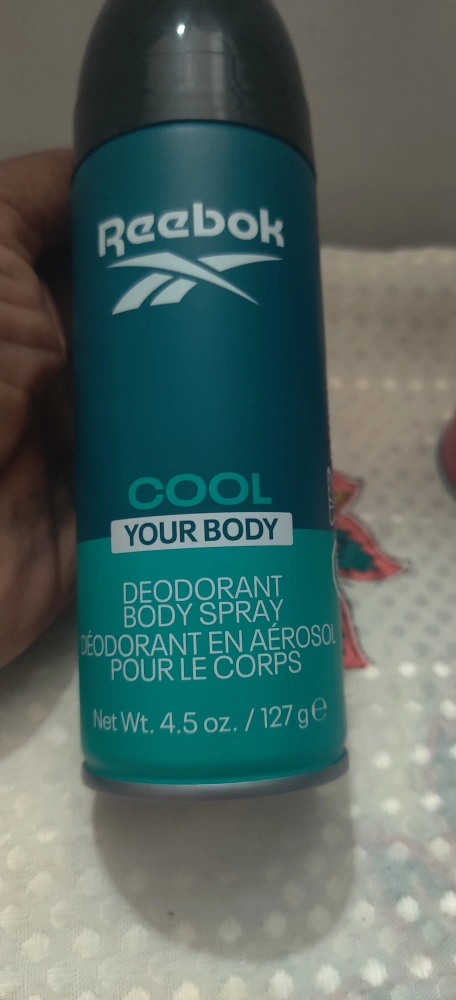 Reebok
COOL
YOUR BODY
DEODORANT
BODY SPRAY
DÉODORANT EN AÉROSOL
POUR LE CORPS
Net Wt. 4.5 oz. / 127 g ℮